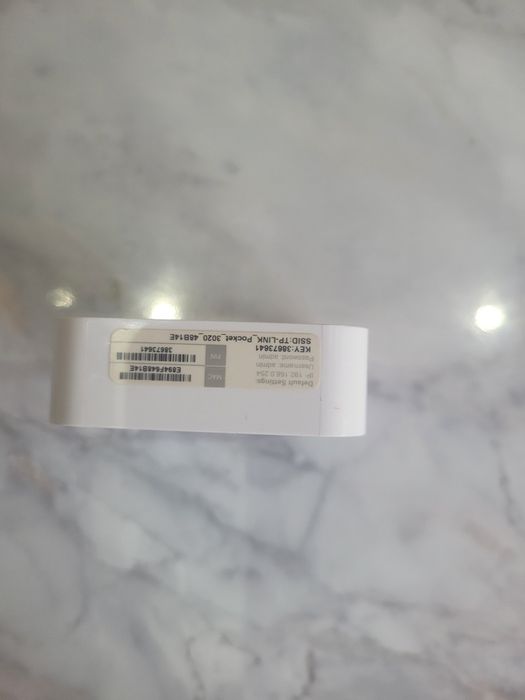 Default Settings:
IP: 192.168.0.254
Username: admin
Password: admin
KEY:38673641
SSID:TP-LINK_Pocket_3020_48B14E
MAC
E894F648B14E
PIN
38673641